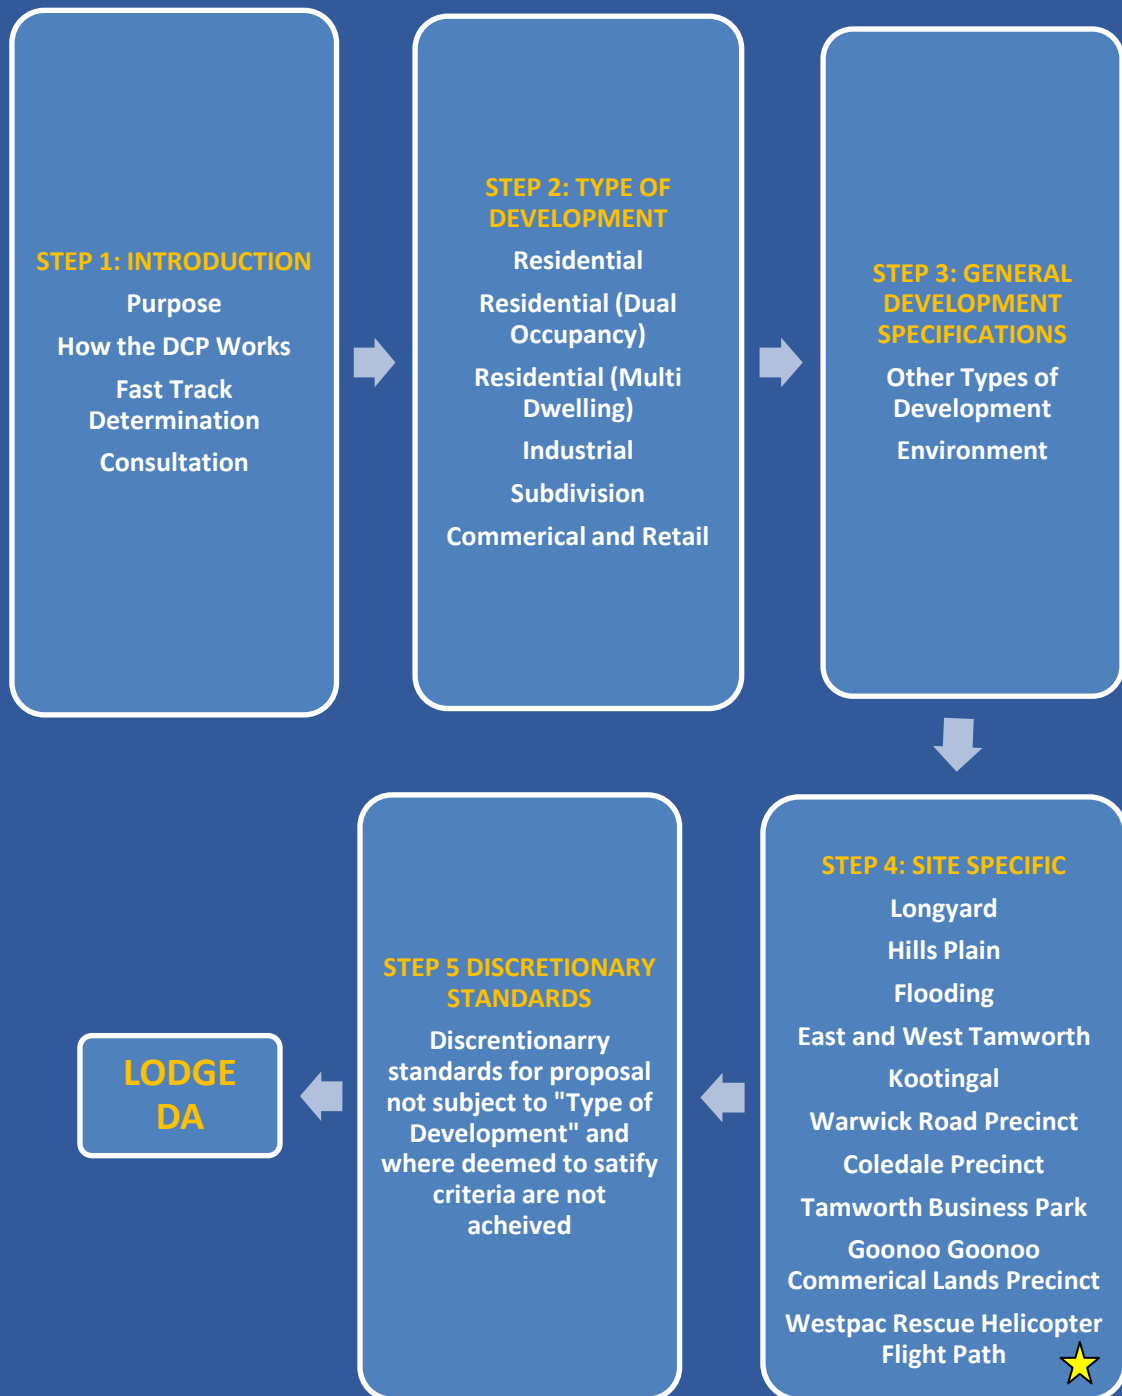 STEP 1: INTRODUCTION
Purpose
How the DCP Works
Fast Track
Determination
Consultation
STEP 2: TYPE OF
DEVELOPMENT
Residential
Residential (Dual
Occupancy)
Residential (Multi
Dwelling)
Industrial
Subdivision
Commerical and Retail
STEP 3: GENERAL
DEVELOPMENT
SPECIFICATIONS
Other Types of
Development
Environment
STEP 4: SITE SPECIFIC
Longyard
Hills Plain
Flooding
East and West Tamworth
Kootingal
Warwick Road Precinct
Coledale Precinct
Tamworth Business Park
Goonoo Goonoo
Commerical Lands Precinct
Westpac Rescue Helicopter
Flight Path
STEP 5 DISCRETIONARY
STANDARDS
Discrentionarry
standards for proposal
not subject to "Type of
Development" and
where deemed to satify
criteria are not
acheived
LODGE
DA